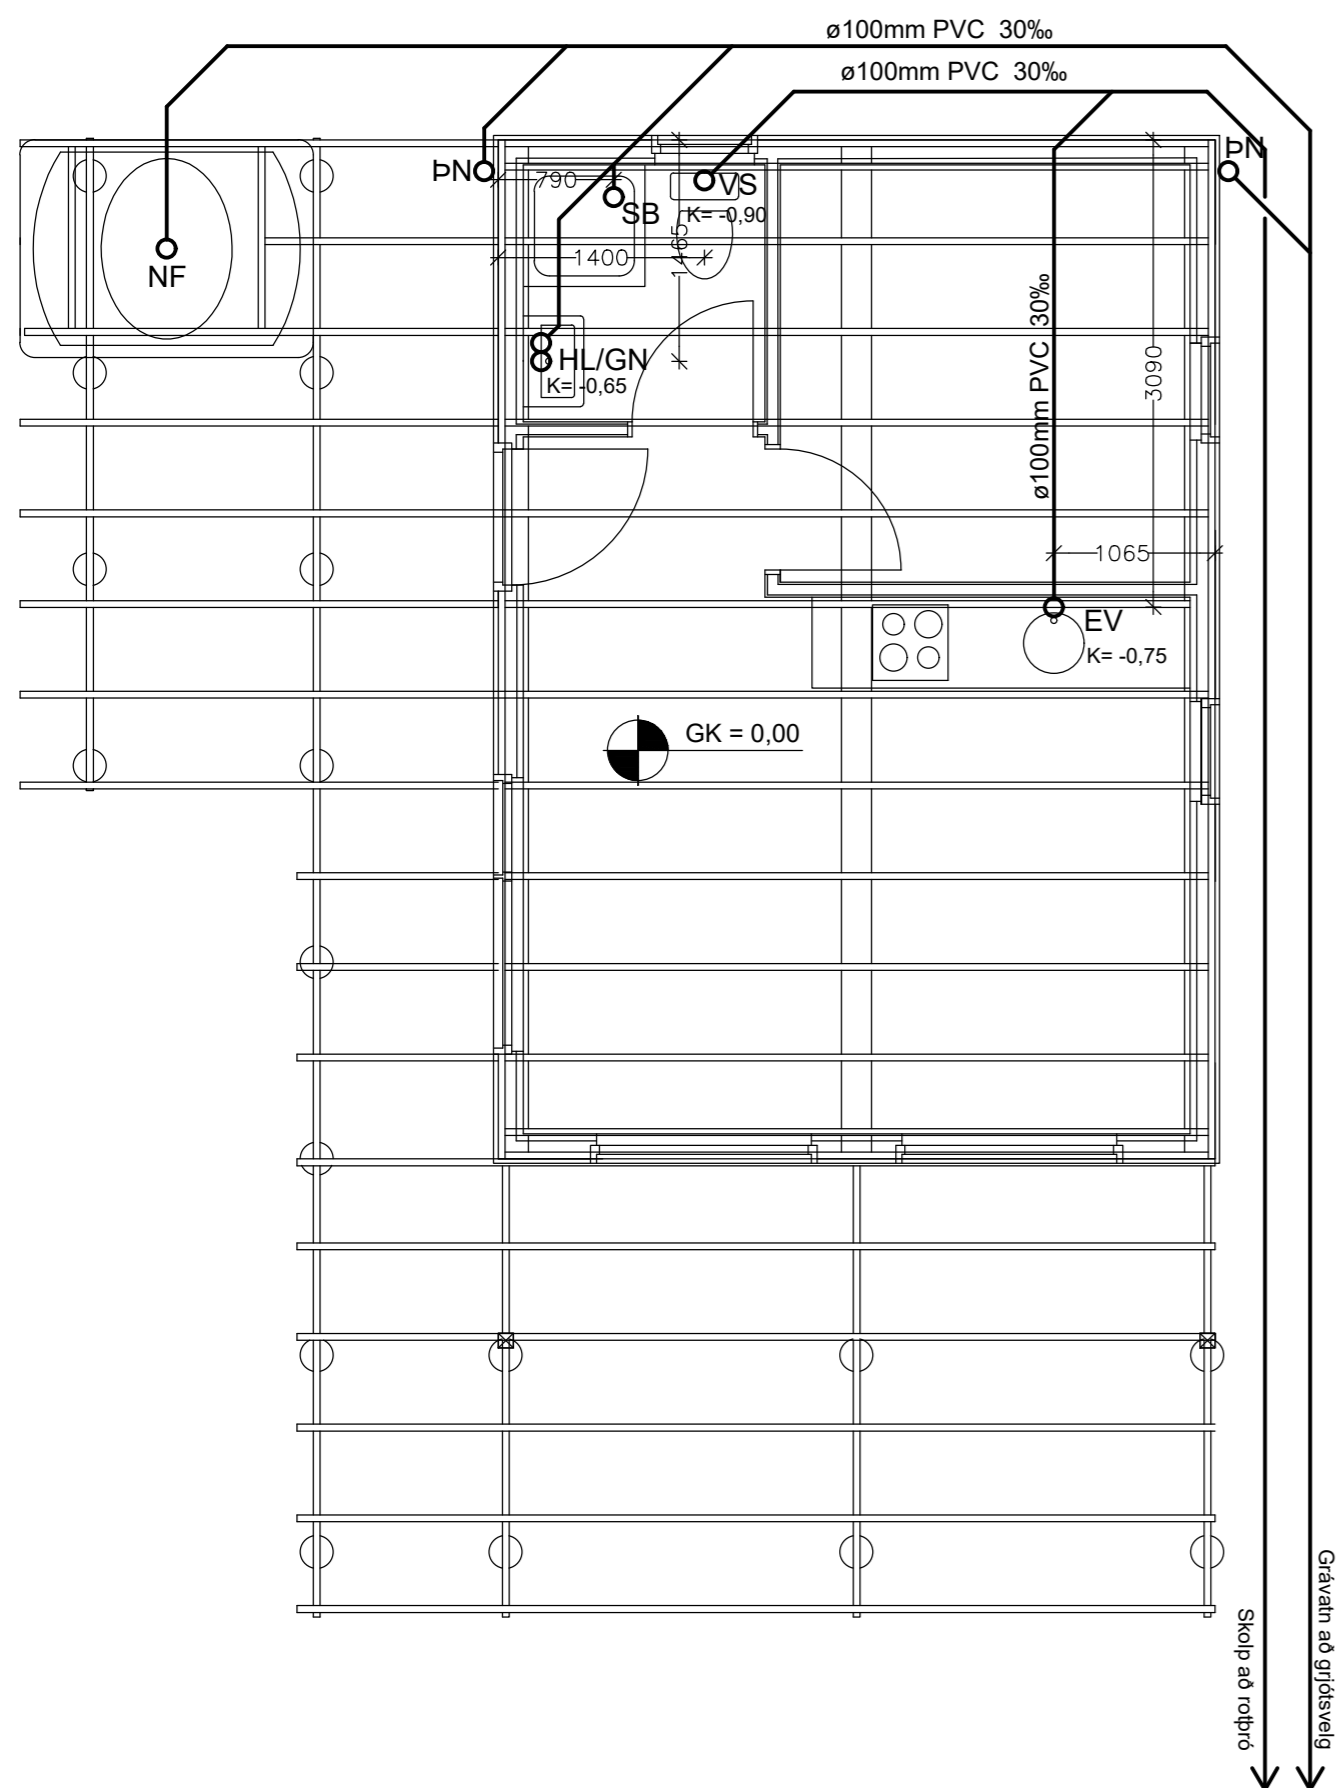 ø100mm PVC 30‰
ø100mm PVC 30‰
ÞN
ÞN
790
SB
VS
K= -0,90
NF
1400
1465
HL/GN
K= -0,65
ø100mm PVC 30‰
3090
1065
EV
K= -0,75
GK = 0,00
Skolp að rotþró
Grávatn að grjótsvelg